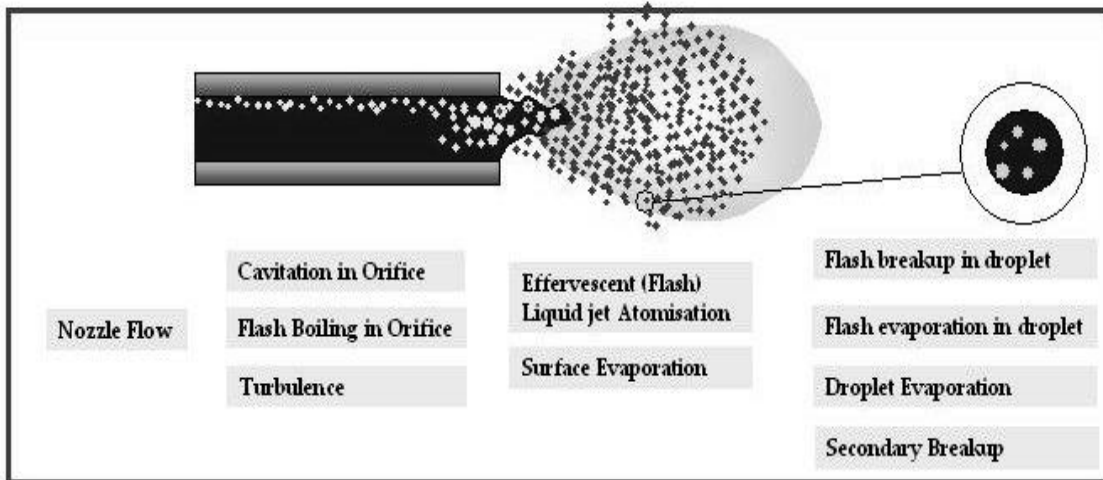 Nozzle Flow
Cavitation in Orifice
Flash Boiling in Orifice
Turbulence
Effervescent (Flash)
Liquid jet Atomisation
Surface Evaporation
Flash breakup in droplet
Flash evaporation in droplet
Droplet Evaporation
Secondary Breakup